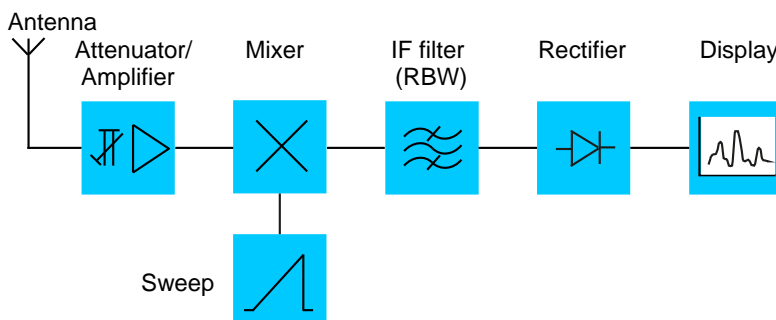 Antenna
Attenuator/
Amplifier
Mixer
IF filter
(RBW)
Rectifier
Display
Sweep